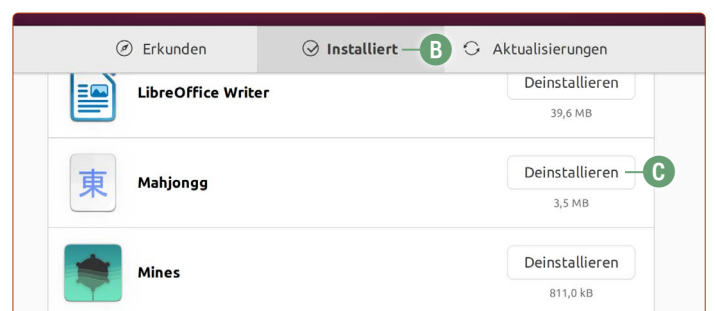 Erkunden
Installiert
B
Aktualisierungen
LibreOffice Writer
Deinstallieren
39,6 MB
東
Mahjongg
Deinstallieren
C
3,5 MB
Mines
Deinstallieren
811,0 kB